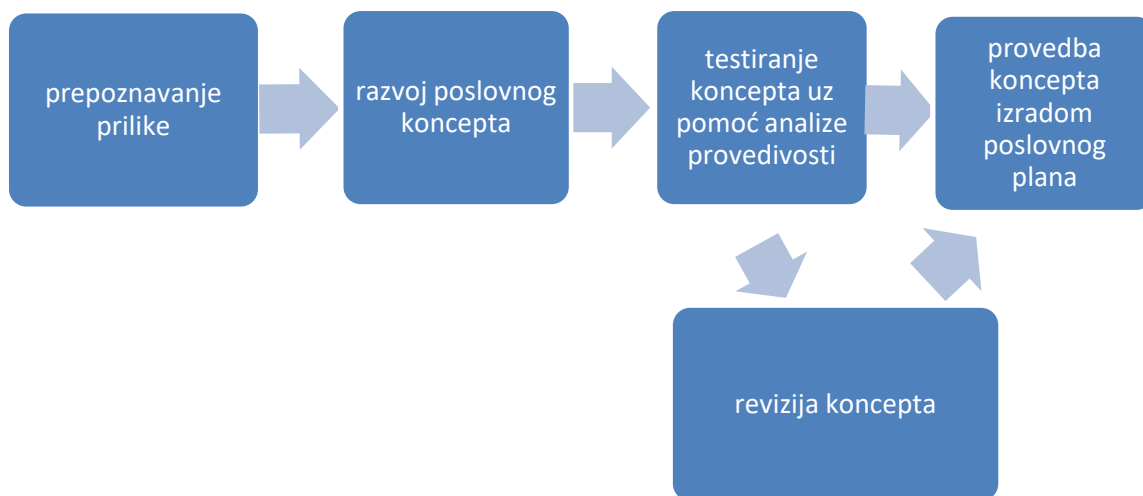 prepoznavanje
prilike
razvoj poslovnog
koncepta
testiranje
koncepta uz
pomoć analize
provedivosti
provedba
koncepta
izradom
poslovnog
plana
revizija koncepta